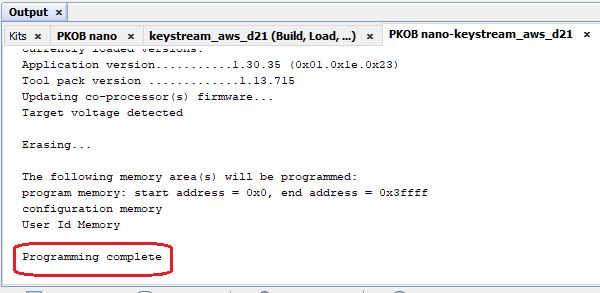 Output ×
Kits × PKOB nano × keystream_aws_d21 (Build, Load, ...) × PKOB nano-keystream_aws_d21 ×
Currently loaded versions:
Application version...........1.30.35 (0x01.0x1e.0x23)
Tool pack version .............1.13.715
Updating co-processor(s) firmware...
Target voltage detected
Erasing...
The following memory area(s) will be programmed:
program memory: start address = 0x0, end address = 0x3ffff
configuration memory
User Id Memory
Programming complete